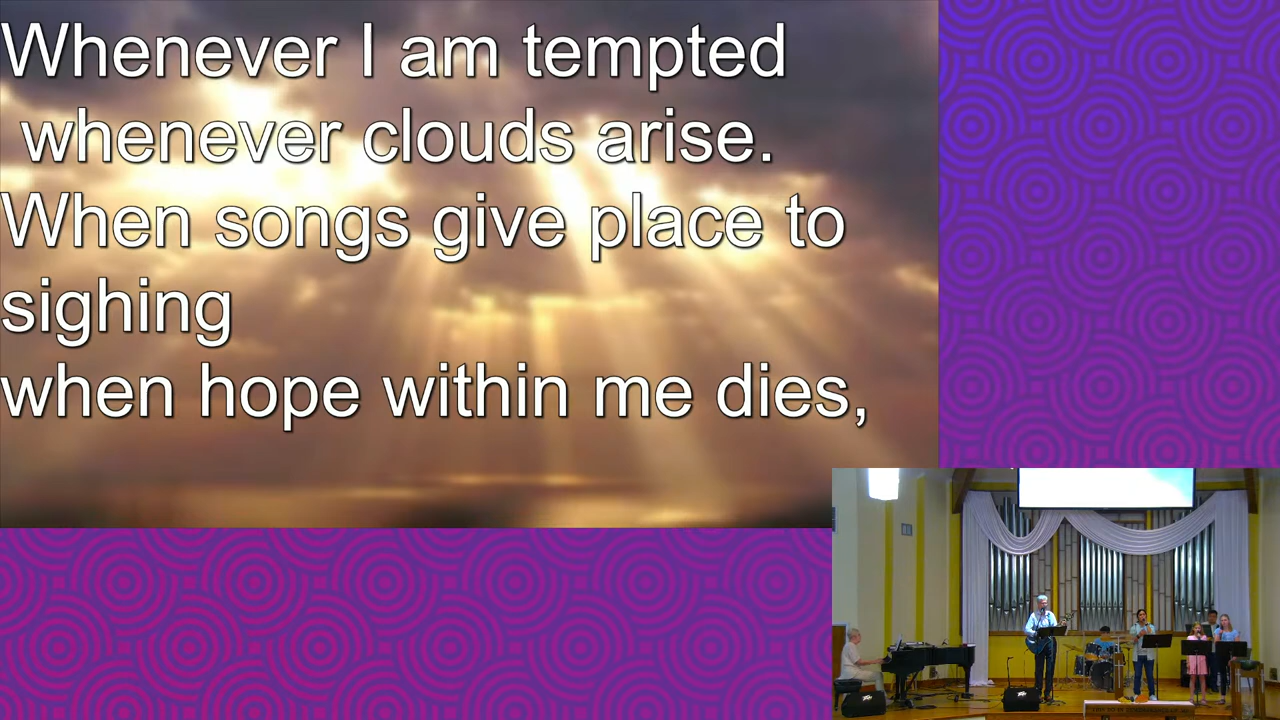 Whenever I am tempted
whenever clouds arise.
When songs give place to
sighing
when hope within me dies,